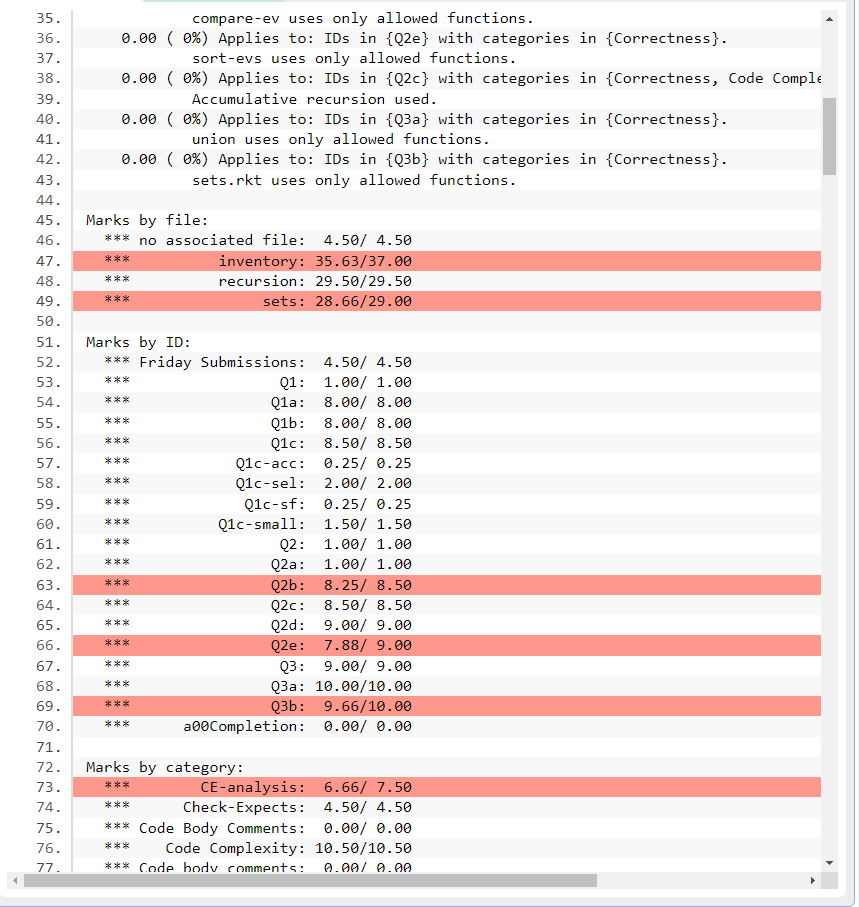 35. compare-ev uses only allowed functions.
36. 0.00 ( 0%) Applies to: IDs in {Q2e} with categories in {Correctness}.
37. sort-evs uses only allowed functions.
38. 0.00 ( 0%) Applies to: IDs in {Q2c} with categories in {Correctness, Code Comple
39. Accumulative recursion used.
40. 0.00 ( 0%) Applies to: IDs in {Q3a} with categories in {Correctness}.
41. union uses only allowed functions.
42. 0.00 ( 0%) Applies to: IDs in {Q3b} with categories in {Correctness}.
43. sets.rkt uses only allowed functions.
44.
45. Marks by file:
46. *** no associated file: 4.50/ 4.50
47. *** inventory: 35.63/37.00
48. *** recursion: 29.50/29.50
49. *** sets: 28.66/29.00
50.
51. Marks by ID:
52. *** Friday Submissions: 4.50/ 4.50
53. *** Q1: 1.00/ 1.00
54. *** Q1a: 8.00/ 8.00
55. *** Q1b: 8.00/ 8.00
56. *** Q1c: 8.50/ 8.50
57. *** Q1c-acc: 0.25/ 0.25
58. *** Q1c-sel: 2.00/ 2.00
59. *** Q1c-sf: 0.25/ 0.25
60. *** Q1c-small: 1.50/ 1.50
61. *** Q2: 1.00/ 1.00
62. *** Q2a: 1.00/ 1.00
63. *** Q2b: 8.25/ 8.50
64. *** Q2c: 8.50/ 8.50
65. *** Q2d: 9.00/ 9.00
66. *** Q2e: 7.88/ 9.00
67. *** Q3: 9.00/ 9.00
68. *** Q3a: 10.00/10.00
69. *** Q3b: 9.66/10.00
70. *** a00Completion: 0.00/ 0.00
71.
72. Marks by category:
73. *** CE-analysis: 6.66/ 7.50
74. *** Check-Expects: 4.50/ 4.50
75. *** Code Body Comments: 0.00/ 0.00
76. *** Code Complexity: 10.50/10.50
77. *** Code body comments: 0.00/ 0.00